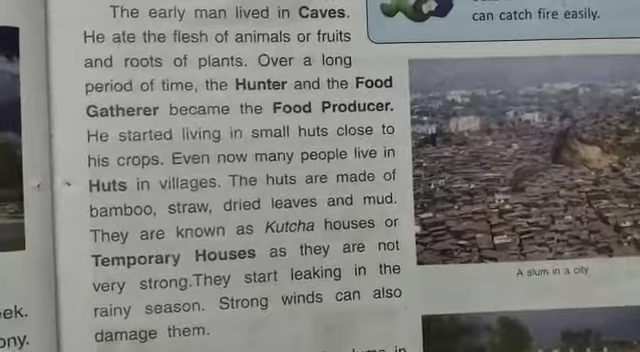 The early man lived in Caves.
He ate the flesh of animals or fruits
and roots of plants. Over a long
period of time, the Hunter and the Food
Gatherer became the Food Producer.
He started living in small huts close to
his crops. Even now many people live in
Huts in villages. The huts are made of
bamboo, straw, dried leaves and mud.
They are known as Kutcha houses or
Temporary Houses as they are not
very strong.They start leaking in the
rainy season. Strong winds can also
damage them.
in
can catch fire easily.
A slum in a city
eek.
ony.